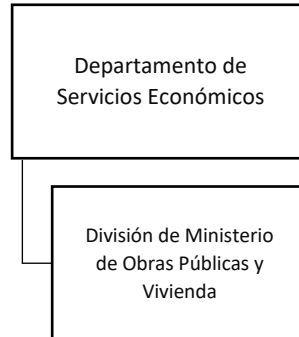 Departamento de
Servicios Económicos
División de Ministerio
de Obras Públicas y
Vivienda